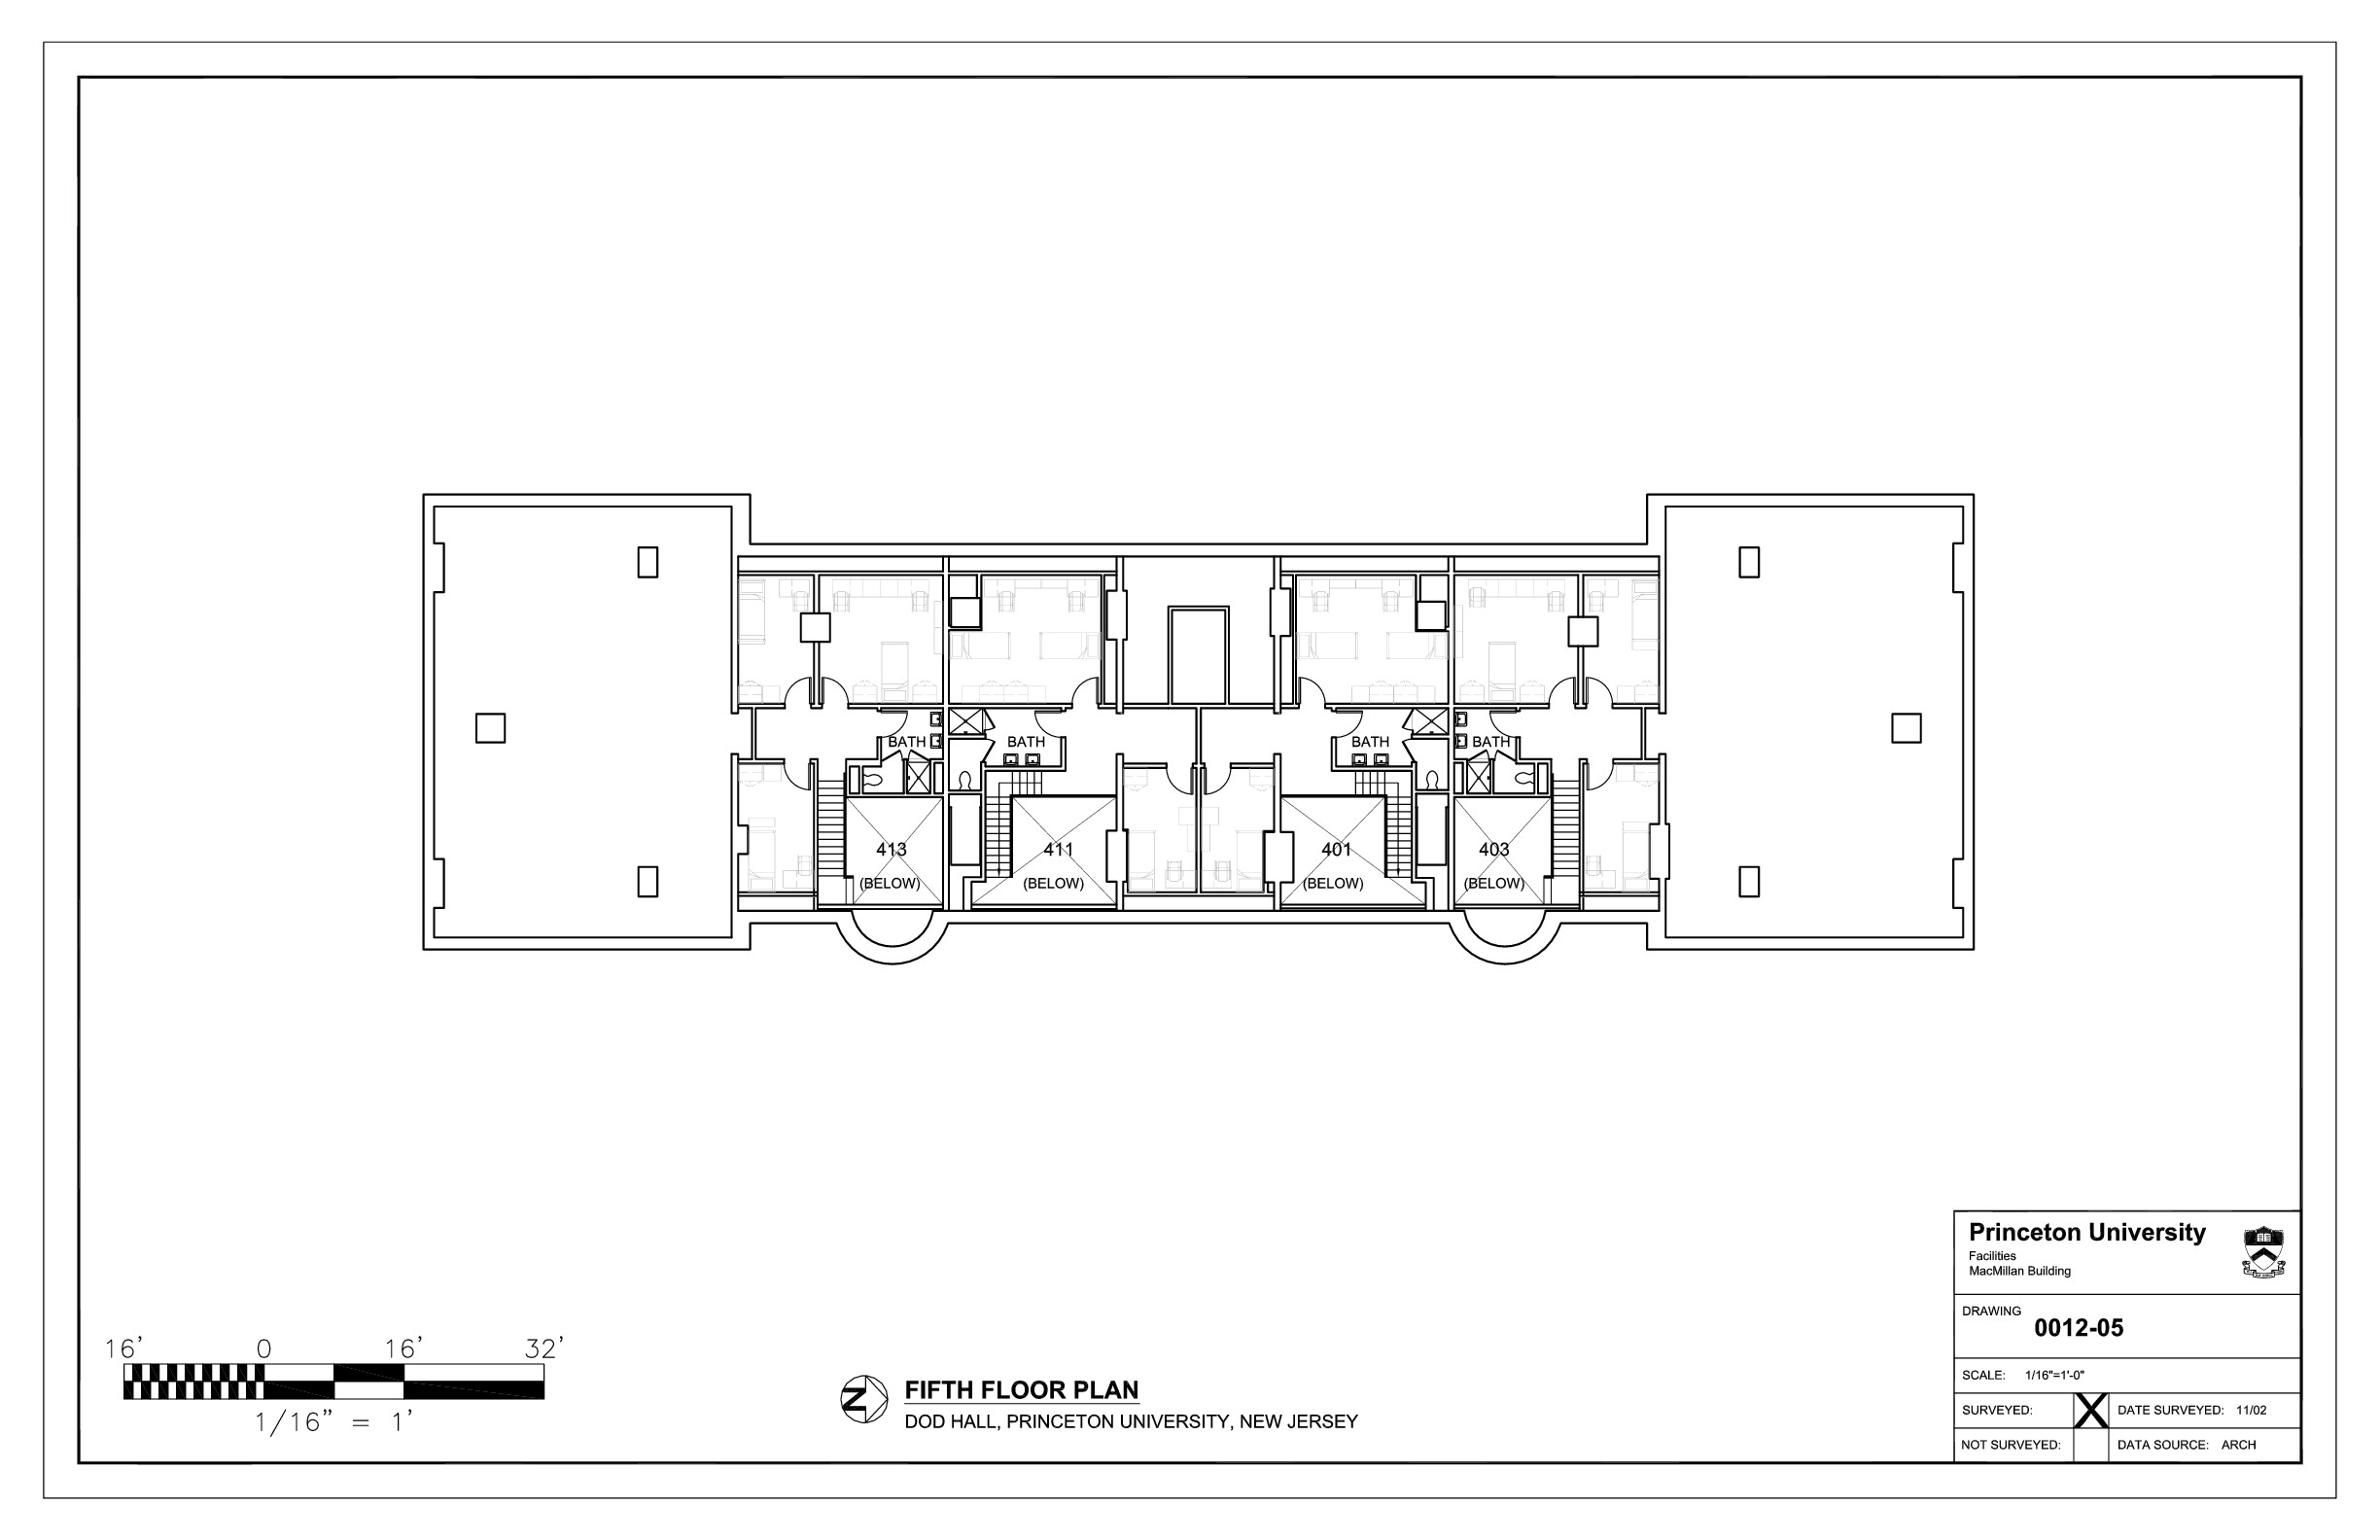 BATH
BATH
BATH
BATH
413
411
401
403
(BELOW)
(BELOW)
(BELOW)
(BELOW)
16' 0 16' 32'
1/16" = 1'
N
FIFTH FLOOR PLAN
DOD HALL, PRINCETON UNIVERSITY, NEW JERSEY
Princeton University
Facilities
MacMillan Building
DRAWING
0012-05
SCALE: 1/16"=1'-0"
SURVEYED: X DATE SURVEYED: 11/02
NOT SURVEYED: DATA SOURCE: ARCH